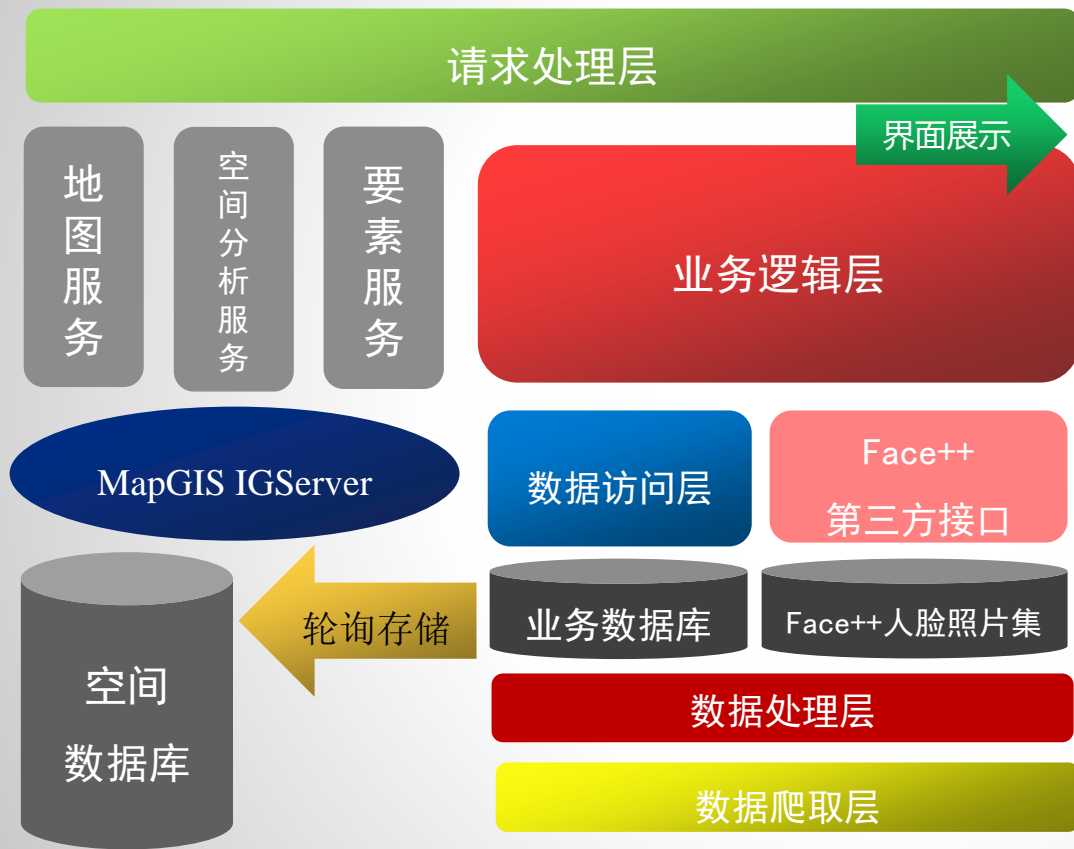 请求处理层
界面展示
地图服务
空间分析服务
要素服务
业务逻辑层
MapGIS IGServer
数据访问层
Face++
第三方接口
轮询存储
业务数据库
Face++人脸照片集
空间
数据库
数据处理层
数据爬取层